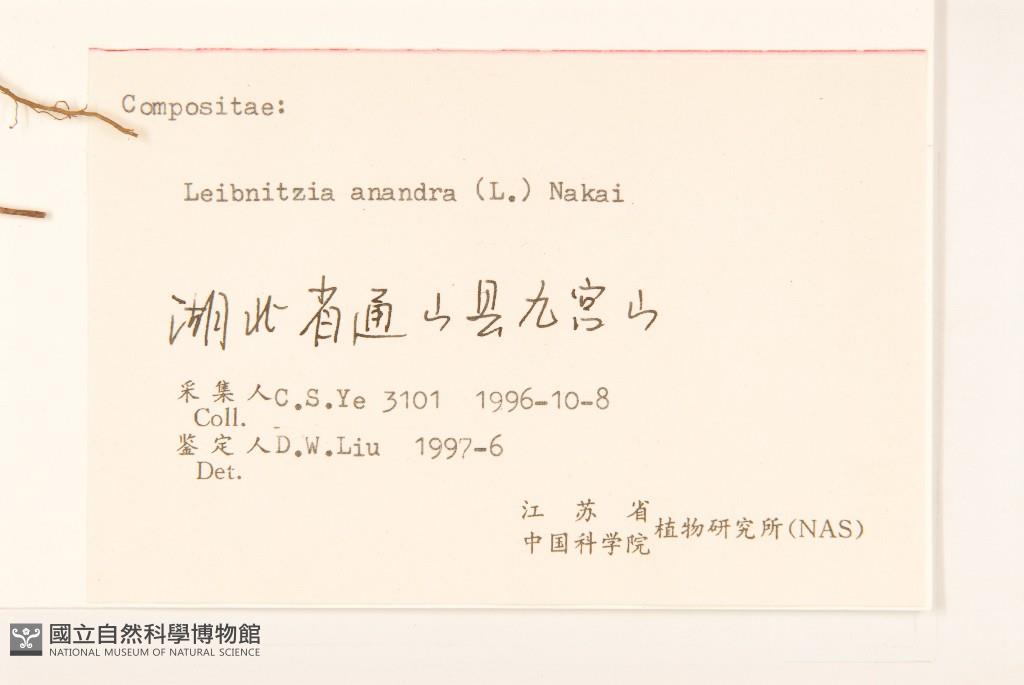 Compositae:
Leibnitzia anandra (L.) Nakai
湖北省通山县九宫山
采集人 C.S.Ye 3101 1996-10-8
Coll.
鉴定人 D.W.Liu 1997-6
Det.
江苏省
中国科学院 植物研究所(NAS)
國立自然科學博物館
NATIONAL MUSEUM OF NATURAL SCIENCE